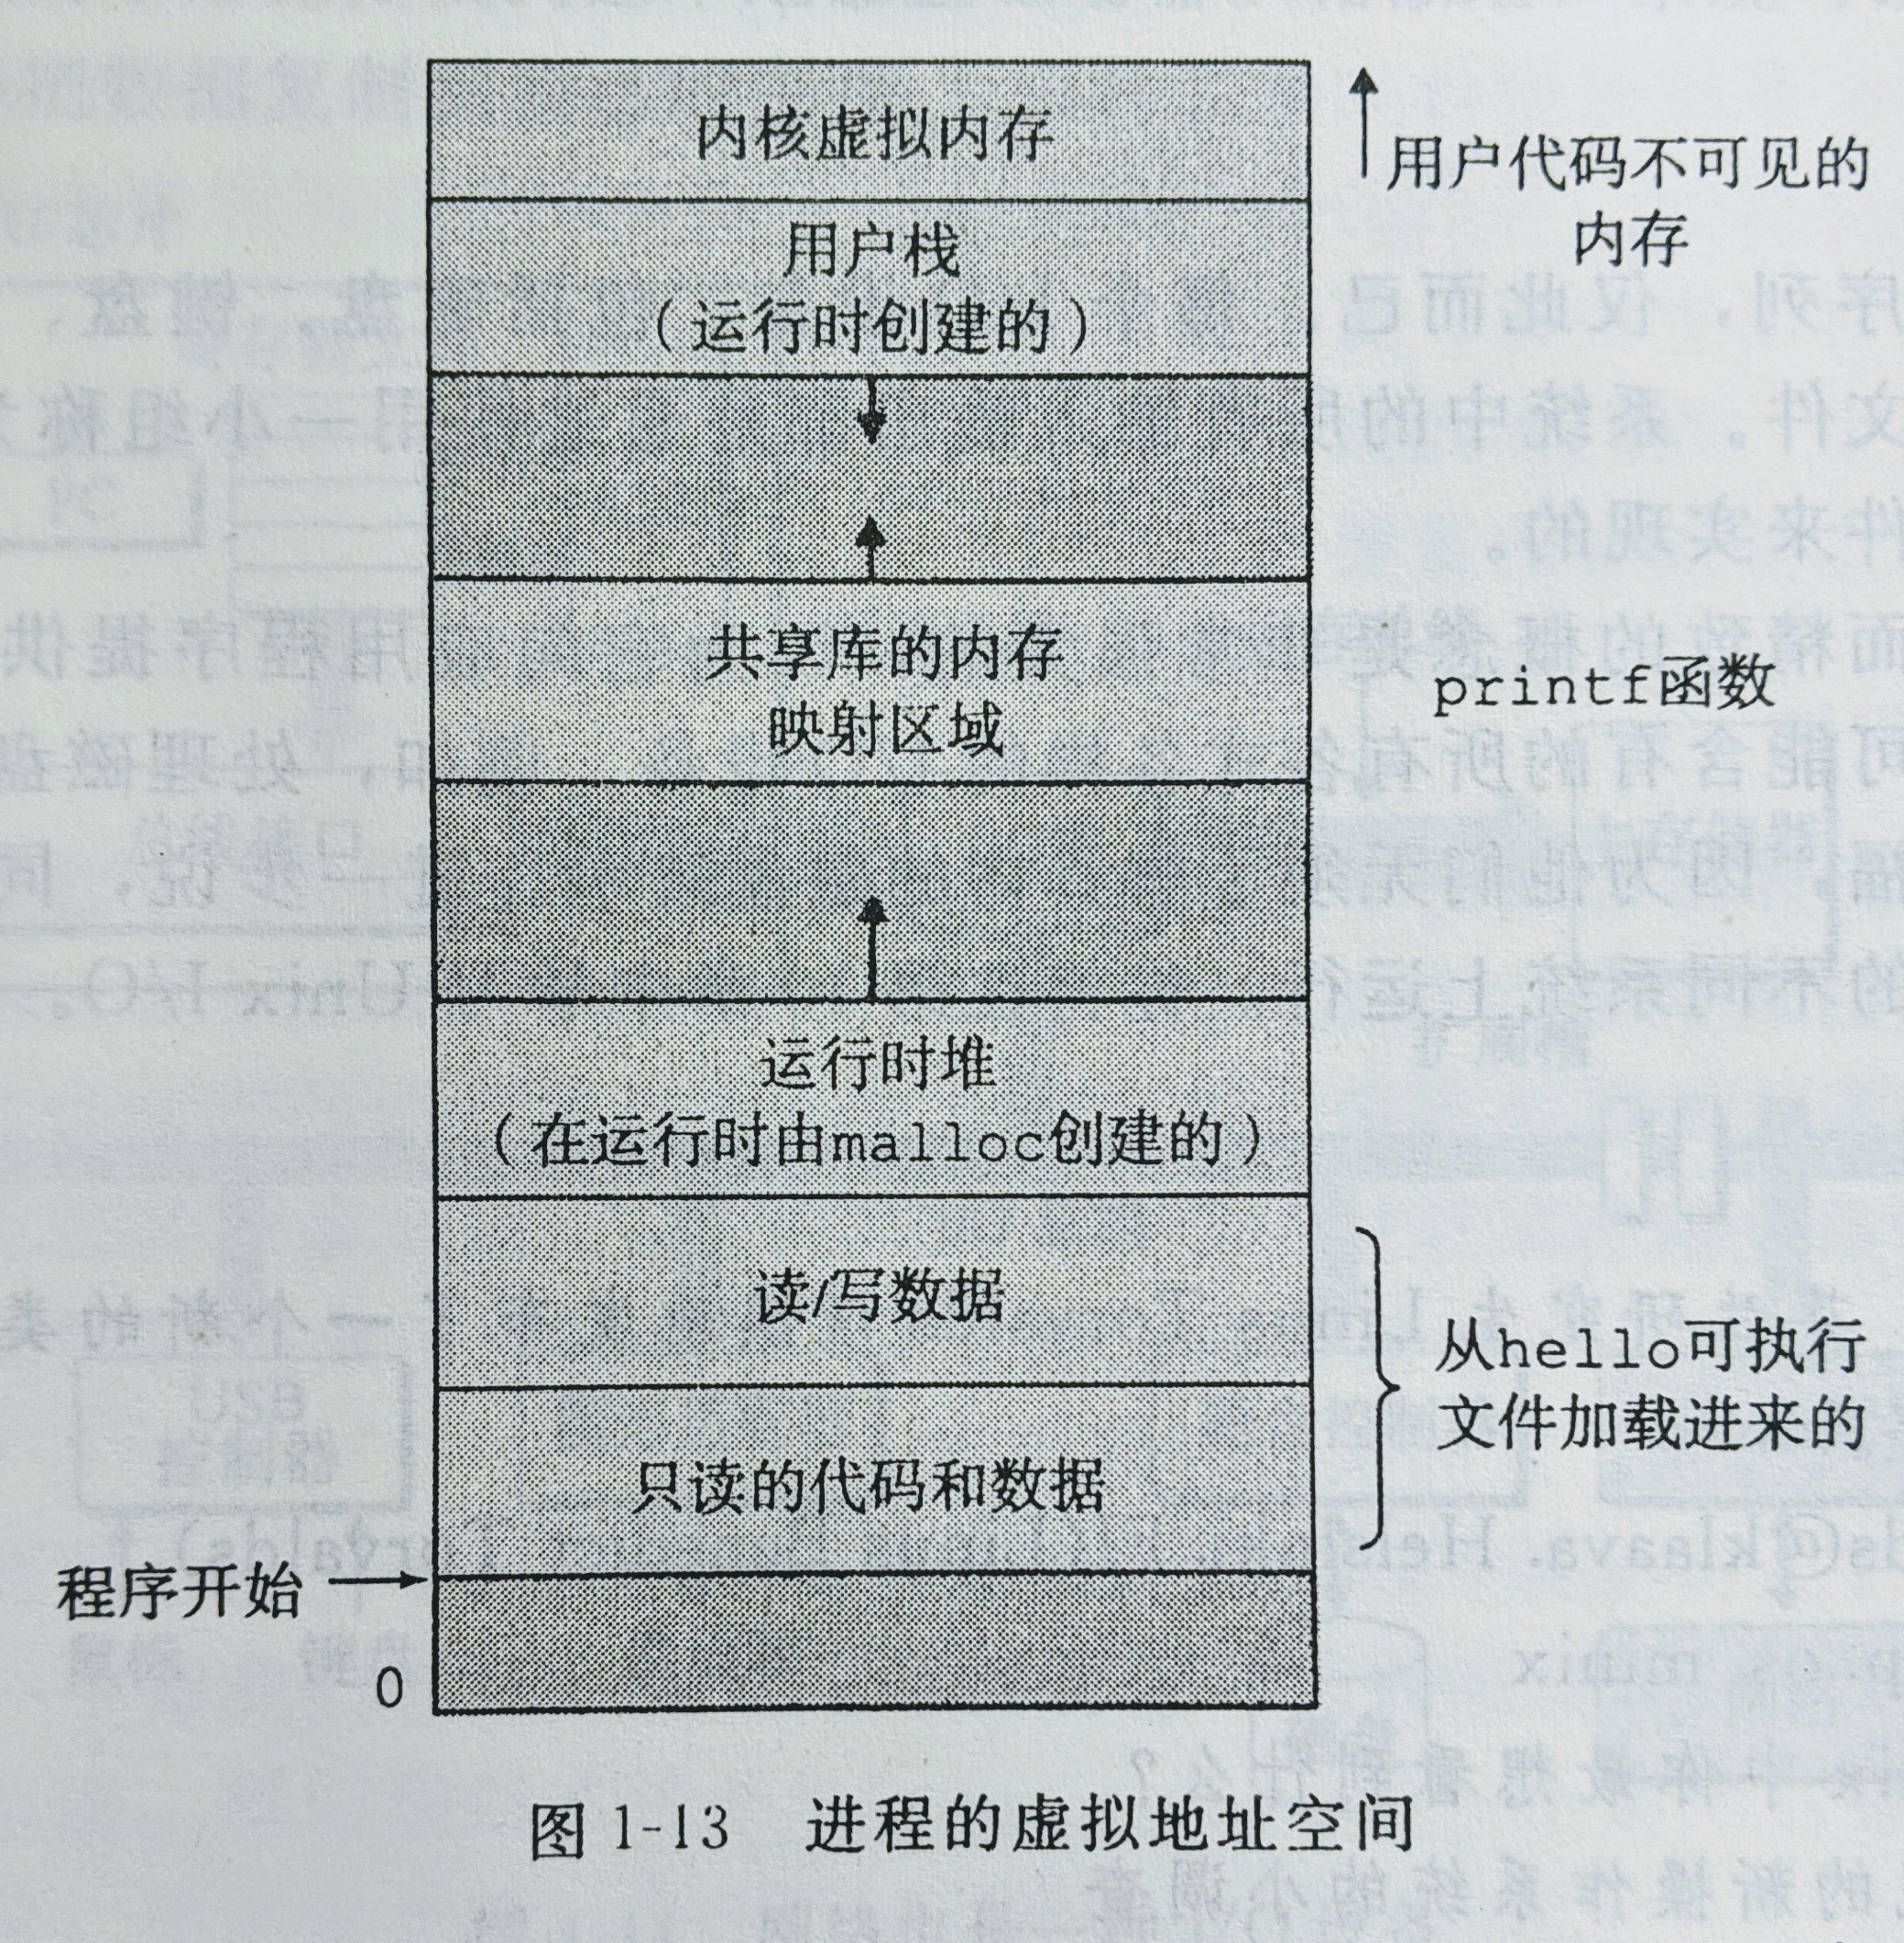 内核虚拟内存
用户代码不可见的
内存
用户栈
（运行时创建的）
共享库的内存
映射区域
printf函数
运行时堆
（在运行时由malloc创建的）
读/写数据
从hello可执行
文件加载进来的
只读的代码和数据
程序开始
0
图 1-13 进程的虚拟地址空间